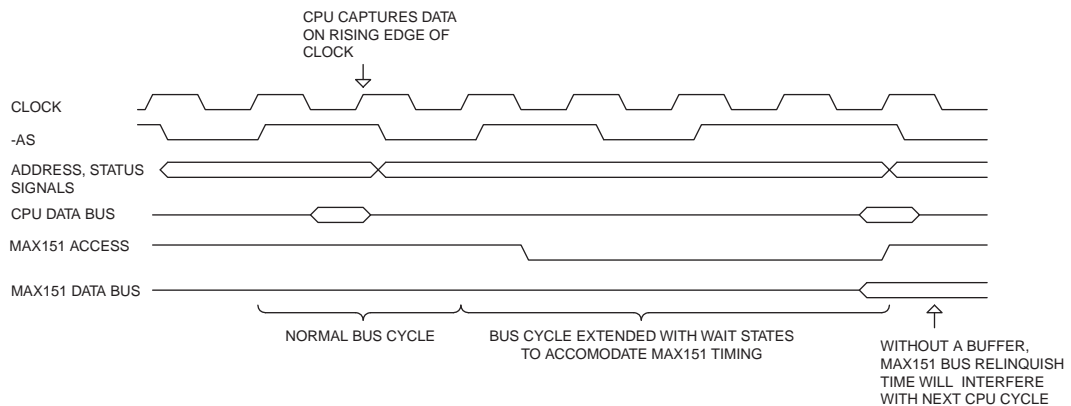 CPU CAPTURES DATA
ON RISING EDGE OF
CLOCK
CLOCK
-AS
ADDRESS, STATUS
SIGNALS
CPU DATA BUS
MAX151 ACCESS
MAX151 DATA BUS
NORMAL BUS CYCLE
BUS CYCLE EXTENDED WITH WAIT STATES
TO ACCOMODATE MAX151 TIMING
WITHOUT A BUFFER,
MAX151 BUS RELINQUISH
TIME WILL INTERFERE
WITH NEXT CPU CYCLE